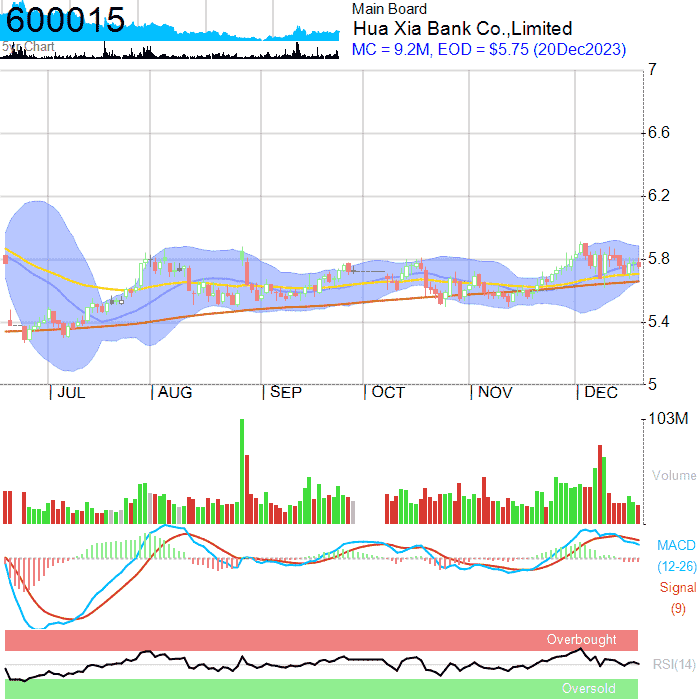 600015
5yr Chart
Main Board
Hua Xia Bank Co.,Limited
MC = 9.2M, EOD = $5.75 (20Dec2023)
7
6.6
6.2
5.8
5.4
5
JUL
AUG
SEP
OCT
NOV
DEC
103M
Volume
MACD
(12-26)
Signal
(9)
Overbought
RSI(14)
Oversold